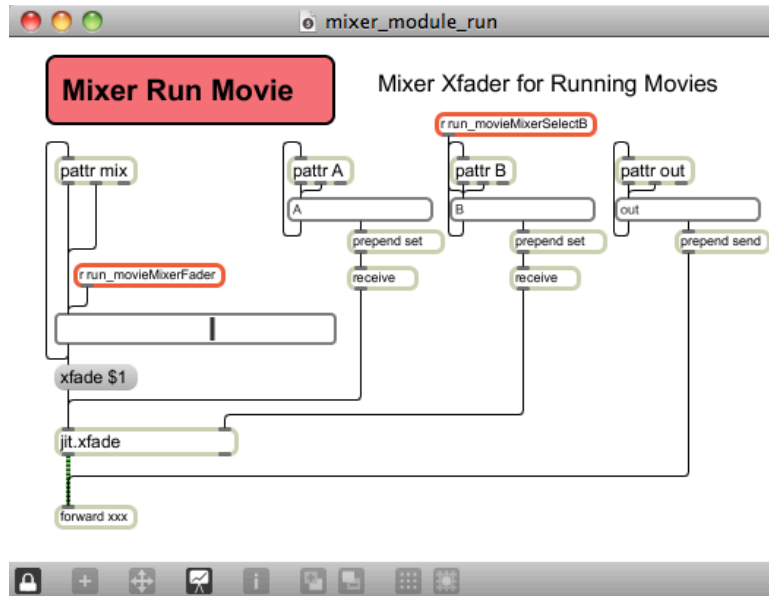 mixer_module_run
Mixer Run Movie
Mixer Xfader for Running Movies
r run_movieMixerSelectB
pattr mix
pattr A
pattr B
pattr out
A
B
out
prepend set
prepend set
prepend send
r run_movieMixerFader
receive
receive
xfade $1
jit.xfade
forward xxx